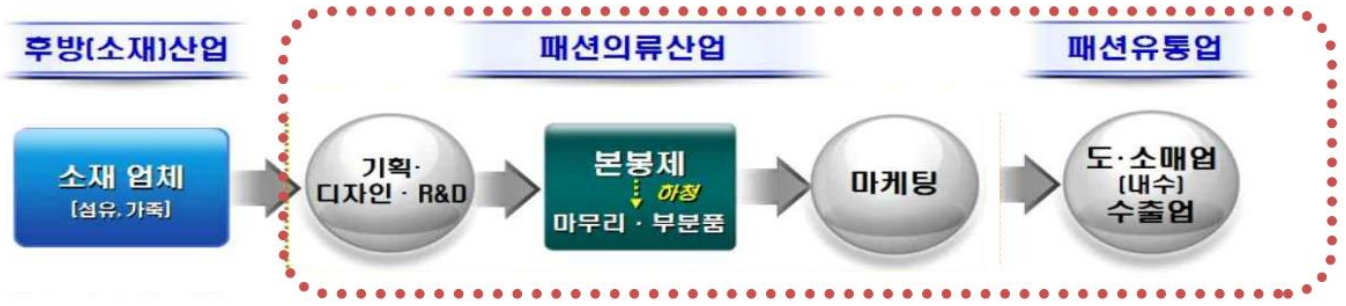 후방(소재)산업
패션의류산업
패션유통업
소재 업체
(섬유, 가죽)
기획·
디자인 · R&D
본봉제
하청
마무리 · 부분품
마케팅
도·소매업
(내수)
수출업